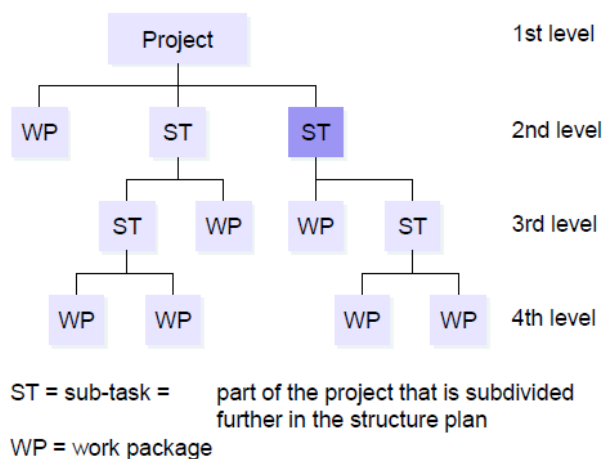 Project 1st level
WP ST ST 2nd level
ST WP WP ST 3rd level
WP WP WP WP 4th level
ST = sub-task = part of the project that is subdivided
further in the structure plan
WP = work package